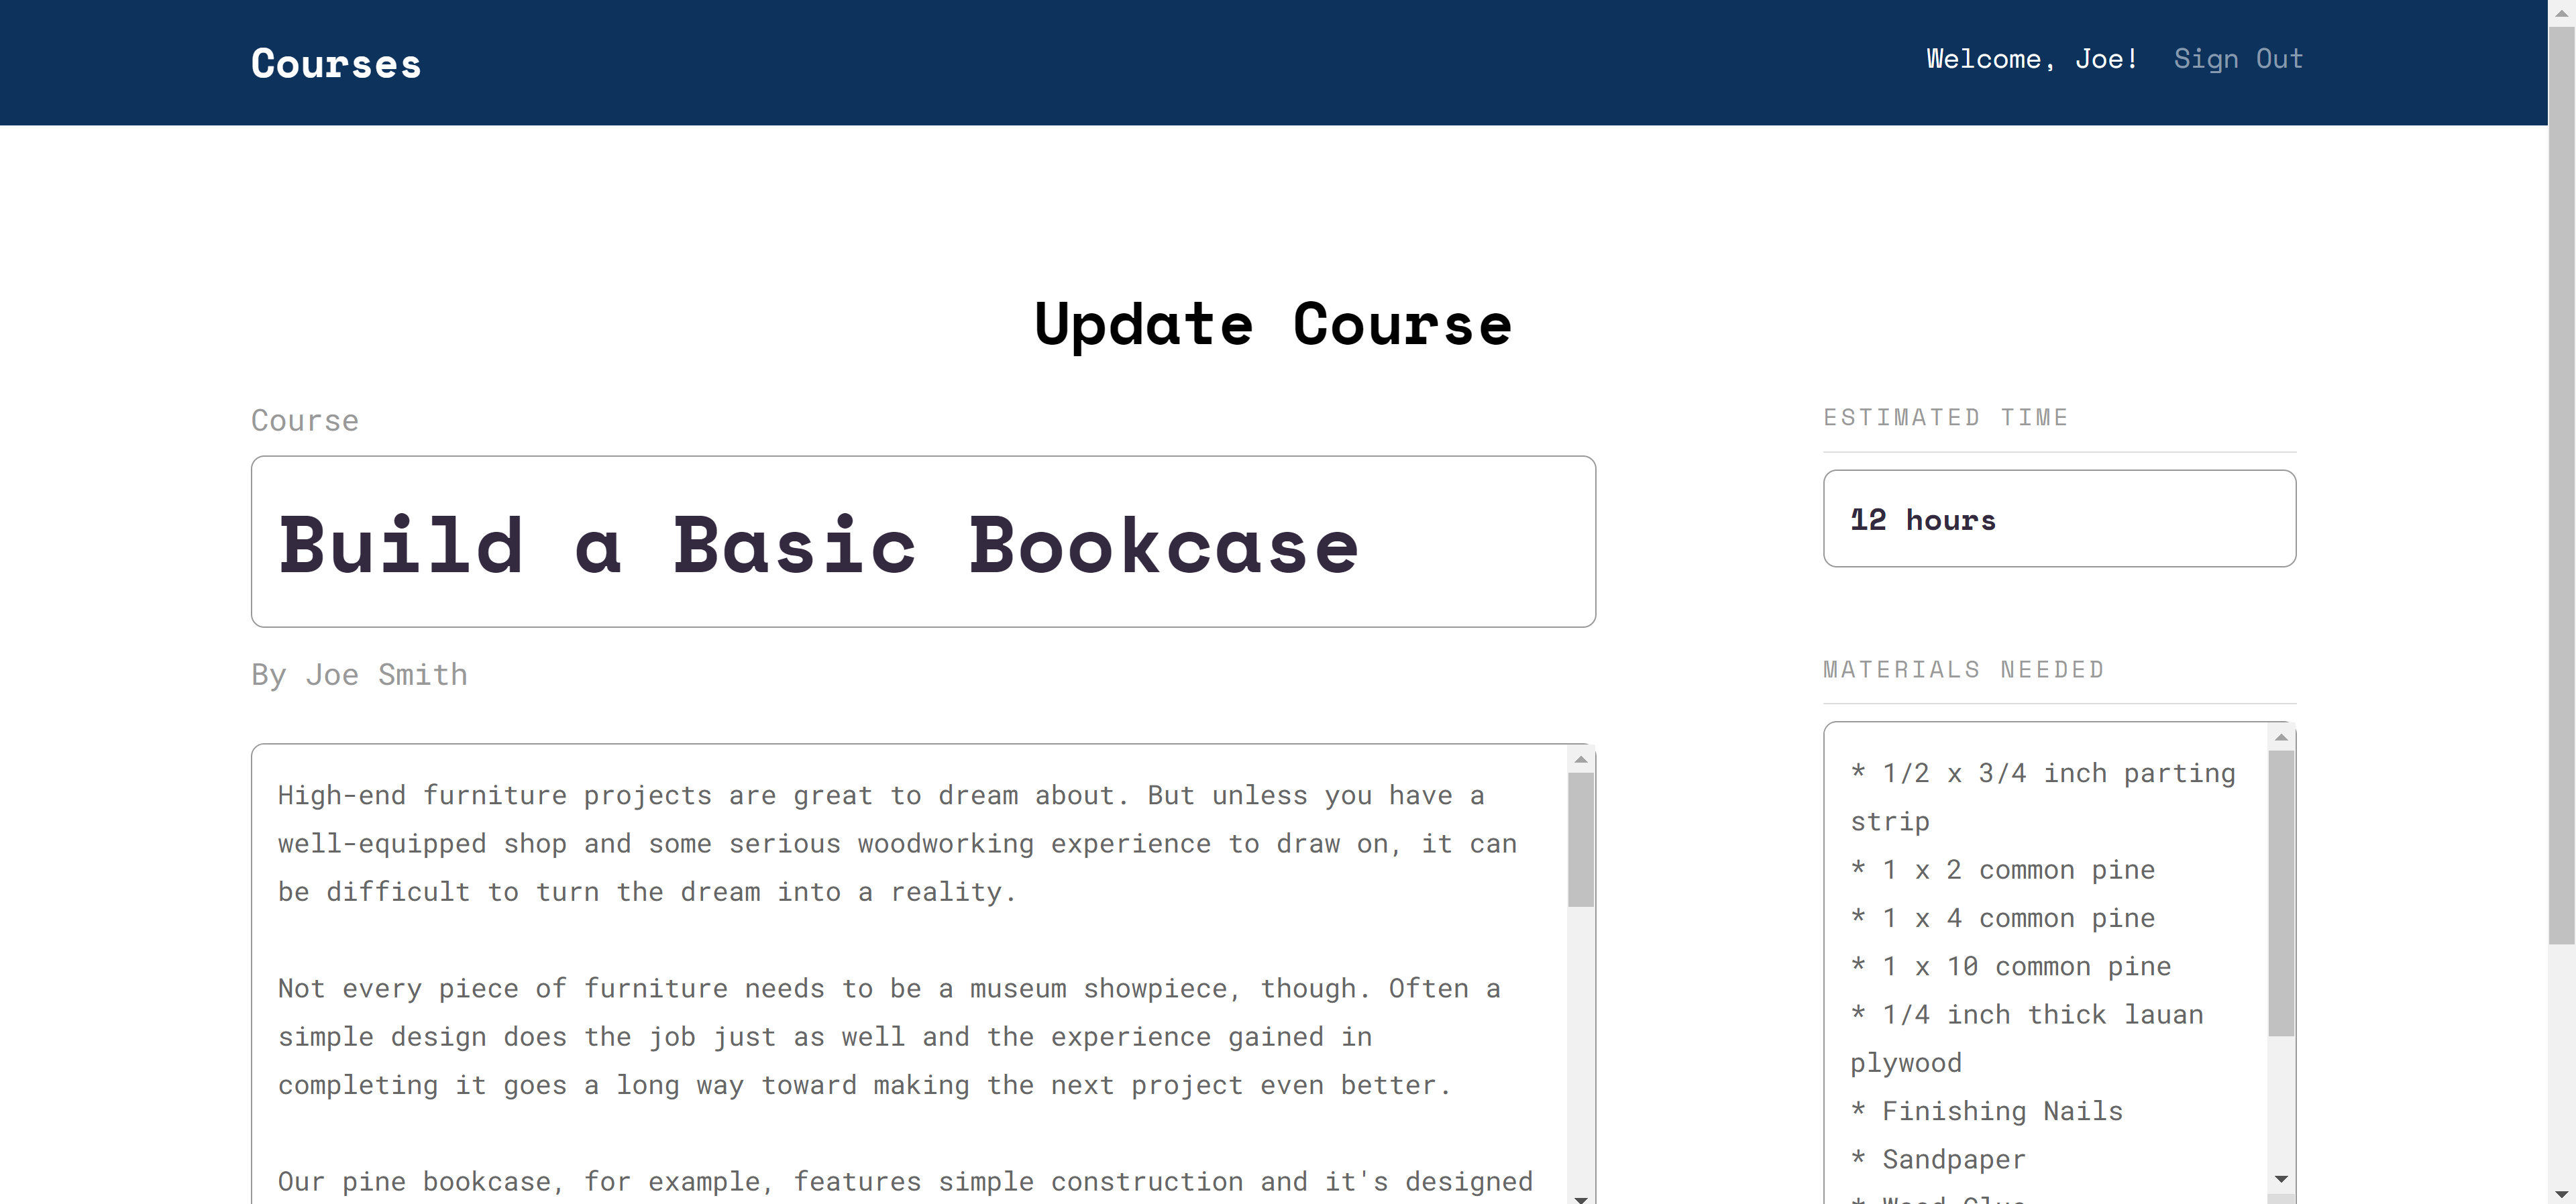 Courses
Welcome, Joe! Sign Out
Update Course
Course
Build a Basic Bookcase
By Joe Smith
High-end furniture projects are great to dream about. But unless you have a
well-equipped shop and some serious woodworking experience to draw on, it can
be difficult to turn the dream into a reality.
Not every piece of furniture needs to be a museum showpiece, though. Often a
simple design does the job just as well and the experience gained in
completing it goes a long way toward making the next project even better.
Our pine bookcase, for example, features simple construction and it's designed
ESTIMATED TIME
12 hours
MATERIALS NEEDED
* 1/2 x 3/4 inch parting
strip
* 1 x 2 common pine
* 1 x 4 common pine
* 1 x 10 common pine
* 1/4 inch thick lauan
plywood
* Finishing Nails
* Sandpaper
* Wood Glue